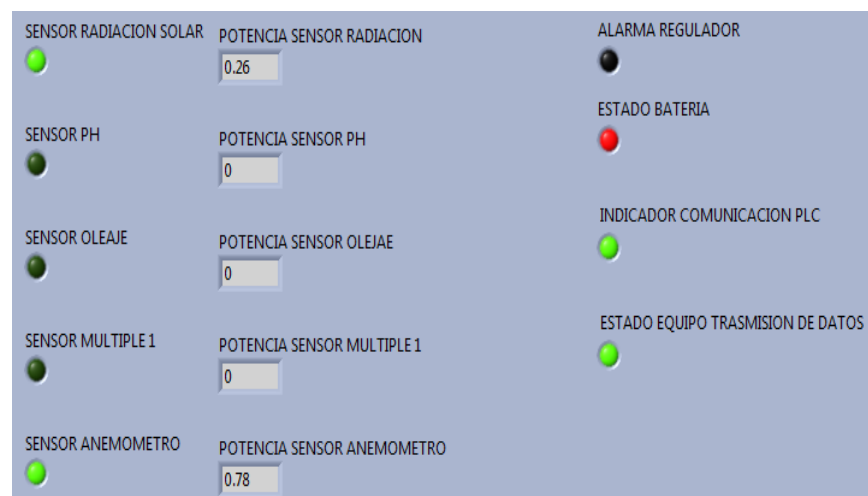 SENSOR RADIACION SOLAR
POTENCIA SENSOR RADIACION
0.26
SENSOR PH
POTENCIA SENSOR PH
0
SENSOR OLEAJE
POTENCIA SENSOR OLEJAE
0
SENSOR MULTIPLE 1
POTENCIA SENSOR MULTIPLE 1
0
SENSOR ANEMOMETRO
POTENCIA SENSOR ANEMOMETRO
0.78
ALARMA REGULADOR
ESTADO BATERIA
INDICADOR COMUNICACION PLC
ESTADO EQUIPO TRASMISION DE DATOS